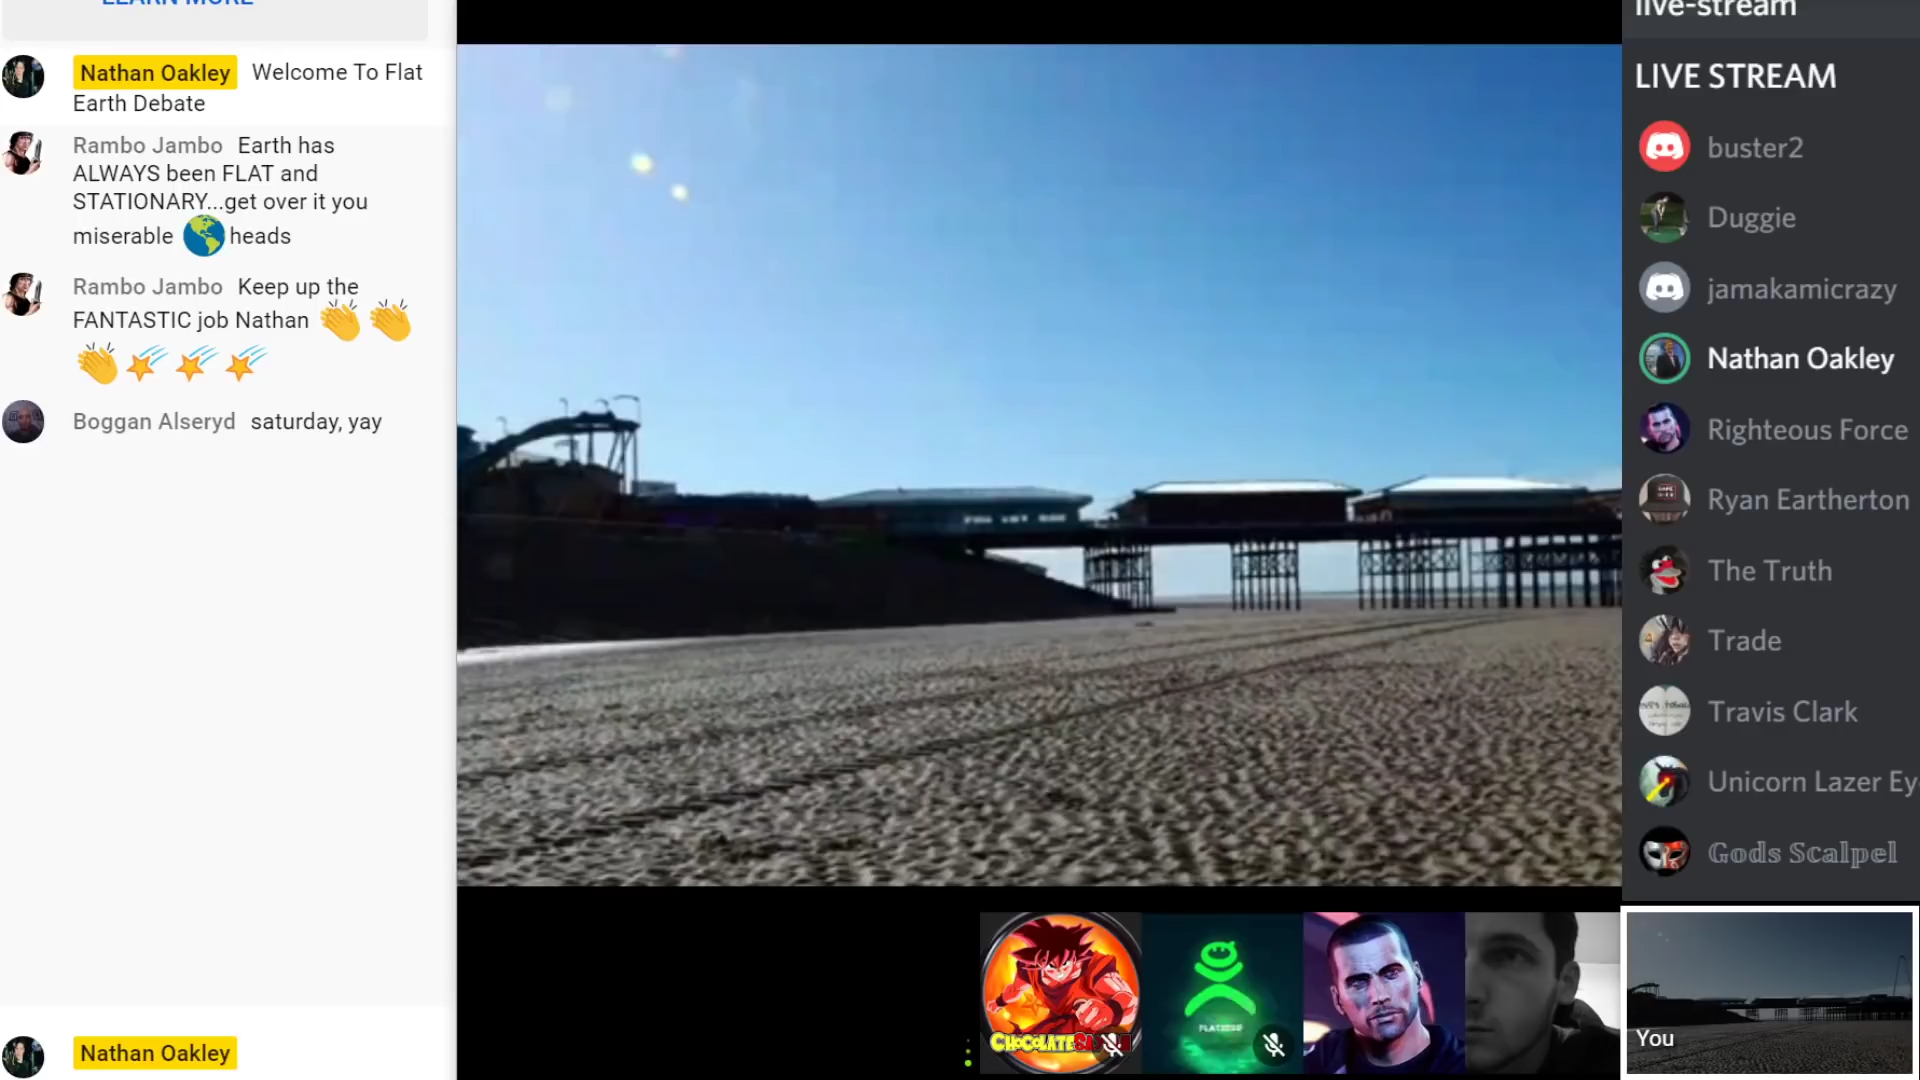 LEARN MORE
Nathan Oakley Welcome To Flat
Earth Debate
Rambo Jambo Earth has
ALWAYS been FLAT and
STATIONARY...get over it you
miserable heads
Rambo Jambo Keep up the
FANTASTIC job Nathan
Boggan Alseryd saturday, yay
Nathan Oakley
You
live-stream
LIVE STREAM
buster2
Duggie
jamakamicrazy
Nathan Oakley
Righteous Force
Ryan Eartherton
The Truth
Trade
Travis Clark
Unicorn Lazer Ey
Gods Scalpel